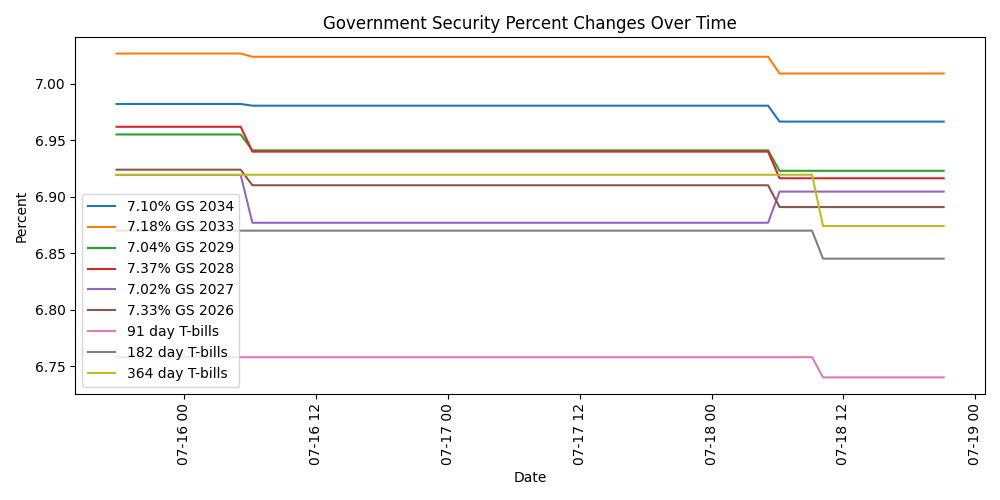 Government Security Percent Changes Over Time
Percent
7.00
6.95
6.90
6.85
6.80
6.75
7.10% GS 2034
7.18% GS 2033
7.04% GS 2029
7.37% GS 2028
7.02% GS 2027
7.33% GS 2026
91 day T-bills
182 day T-bills
364 day T-bills
07-16 00
07-16 12
07-17 00
07-17 12
07-18 00
07-18 12
07-19 00
Date